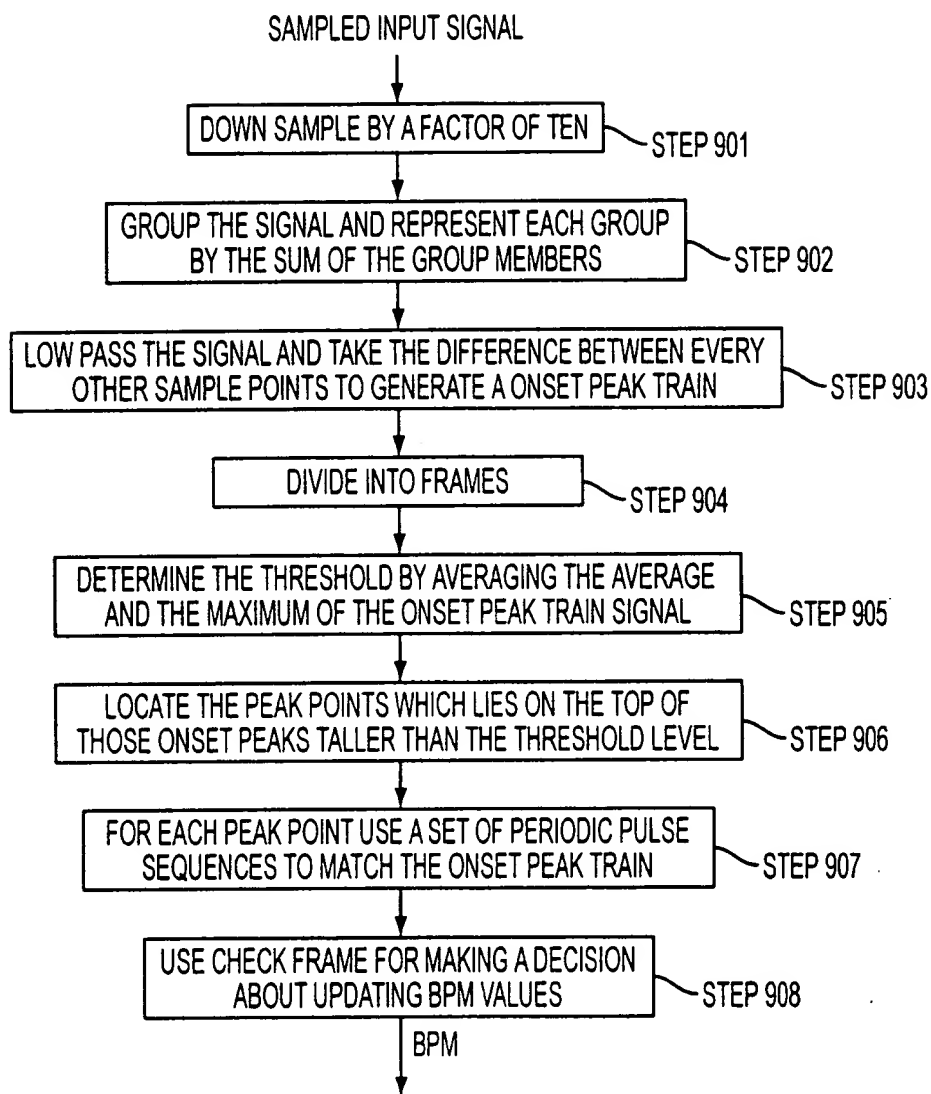 SAMPLED INPUT SIGNAL
DOWN SAMPLE BY A FACTOR OF TEN
STEP 901
GROUP THE SIGNAL AND REPRESENT EACH GROUP
BY THE SUM OF THE GROUP MEMBERS
STEP 902
LOW PASS THE SIGNAL AND TAKE THE DIFFERENCE BETWEEN EVERY
OTHER SAMPLE POINTS TO GENERATE A ONSET PEAK TRAIN
STEP 903
DIVIDE INTO FRAMES
STEP 904
DETERMINE THE THRESHOLD BY AVERAGING THE AVERAGE
AND THE MAXIMUM OF THE ONSET PEAK TRAIN SIGNAL
STEP 905
LOCATE THE PEAK POINTS WHICH LIES ON THE TOP OF
THOSE ONSET PEAKS TALLER THAN THE THRESHOLD LEVEL
STEP 906
FOR EACH PEAK POINT USE A SET OF PERIODIC PULSE
SEQUENCES TO MATCH THE ONSET PEAK TRAIN
STEP 907
USE CHECK FRAME FOR MAKING A DECISION
ABOUT UPDATING BPM VALUES
STEP 908
BPM